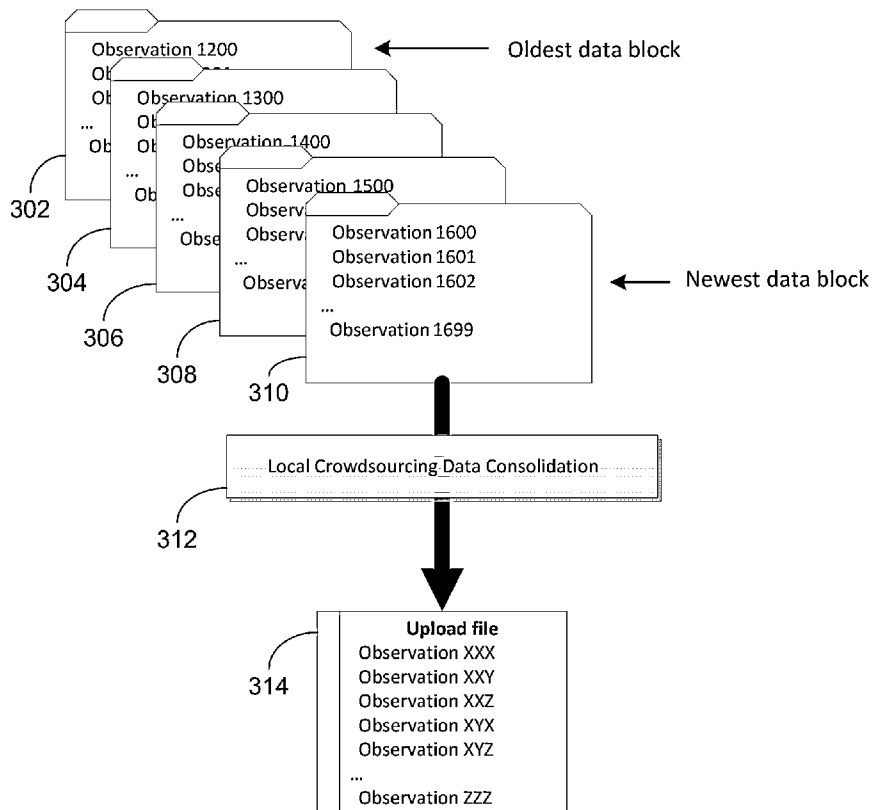 Observation 1200
Oldest data block
Observation 1300
...
Observation 1400
302
...
Observation 1500
...
Observation 1600
Observation 1601
304
Observation 1602
Newest data block
...
...
306
Observation 1699
308
310
Local Crowdsourcing Data Consolidation
312
Upload file
Observation XXX
314
Observation XXY
Observation XXZ
Observation XYX
Observation XYZ
...
Observation ZZZ